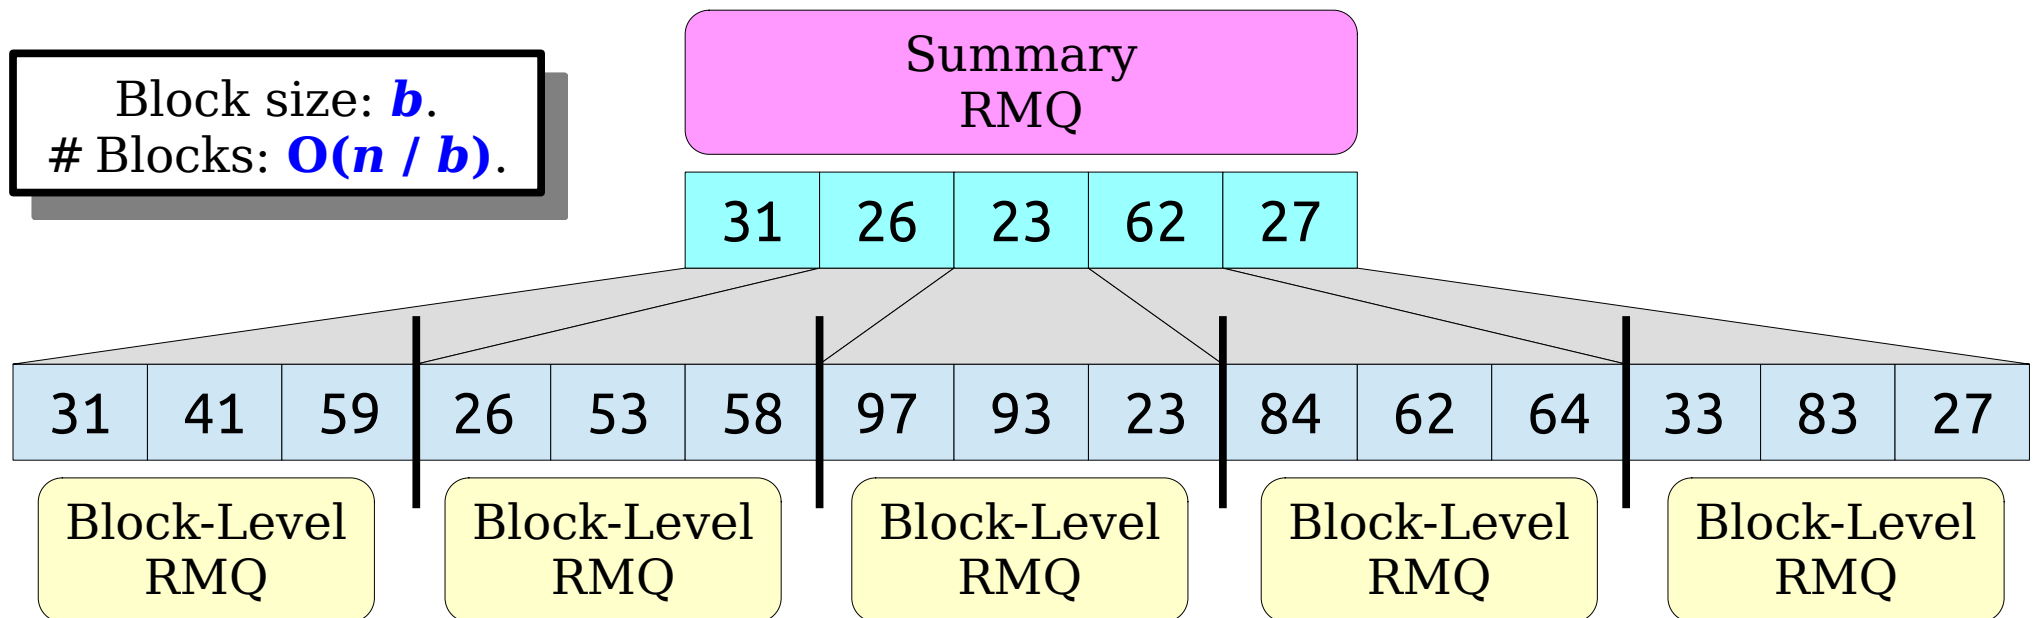 Block size: b.
# Blocks: O(n / b).
Summary
RMQ
31 26 23 62 27
31 41 59 26 53 58 97 93 23 84 62 64 33 83 27
Block-Level
RMQ
Block-Level
RMQ
Block-Level
RMQ
Block-Level
RMQ
Block-Level
RMQ